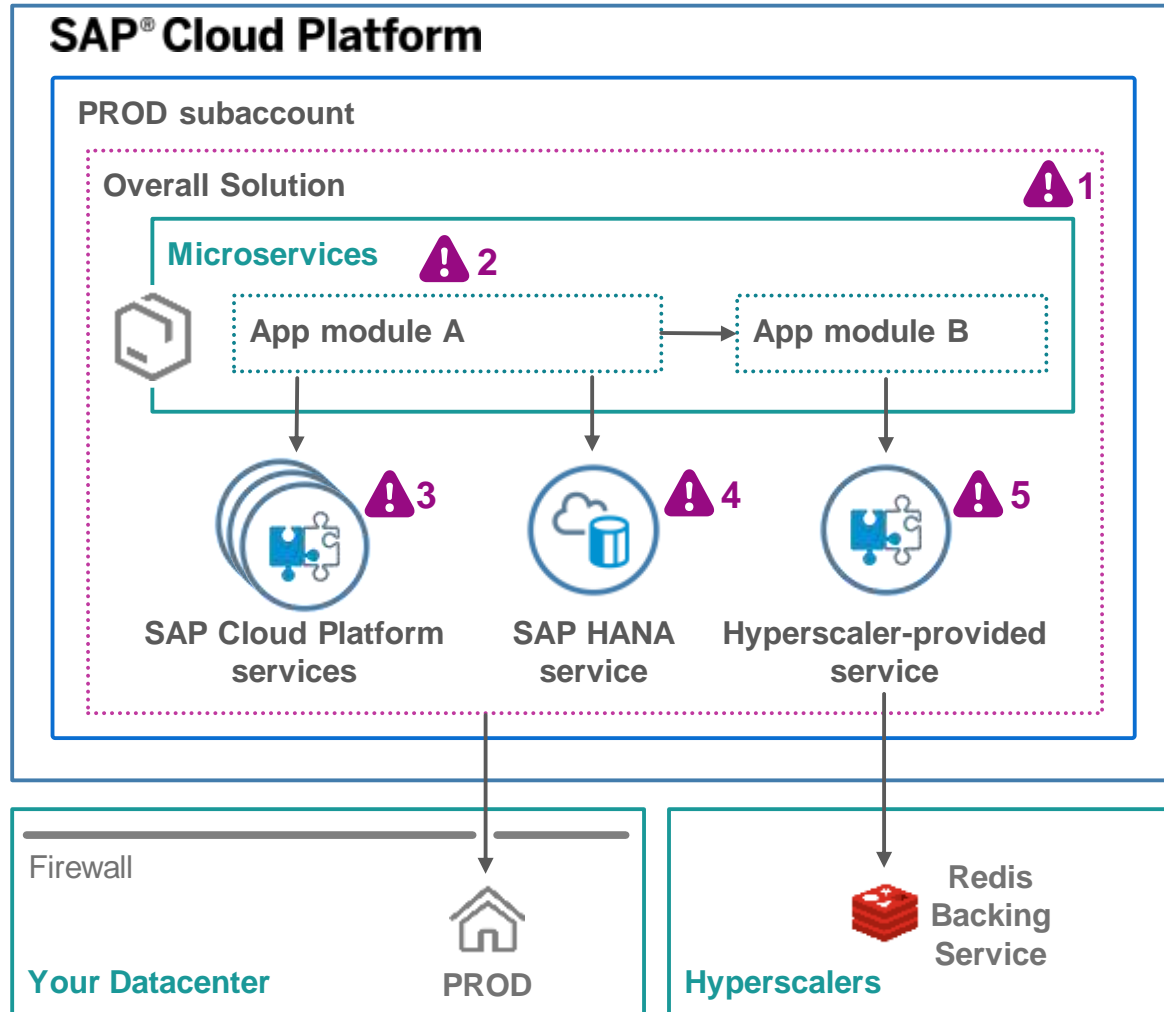 SAP® Cloud Platform
PROD subaccount
Overall Solution
1
Microservices
2
App module A
App module B
3
4
5
SAP Cloud Platform
services
SAP HANA
service
Hyperscaler-provided
service
Firewall
Your Datacenter
PROD
Redis
Backing
Service
Hyperscalers